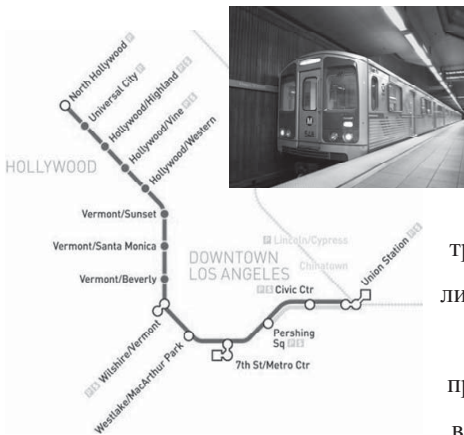 North Hollywood P
Universal City P
Hollywood/Highland P $
Hollywood/Vine P $
Hollywood/Western
HOLLYWOOD
Vermont/Sunset
Vermont/Santa Monica
Vermont/Beverly
DOWNTOWN
LOS ANGELES
P Lincoln/Cypress
Chinatown
Union Station P $
P $ Civic Ctr
Pershing
Sq P $
7th St/Metro Ctr
P $ Wilshire/Vermont
Westlake/MacArthur Park
M
тр
ли
пр
в